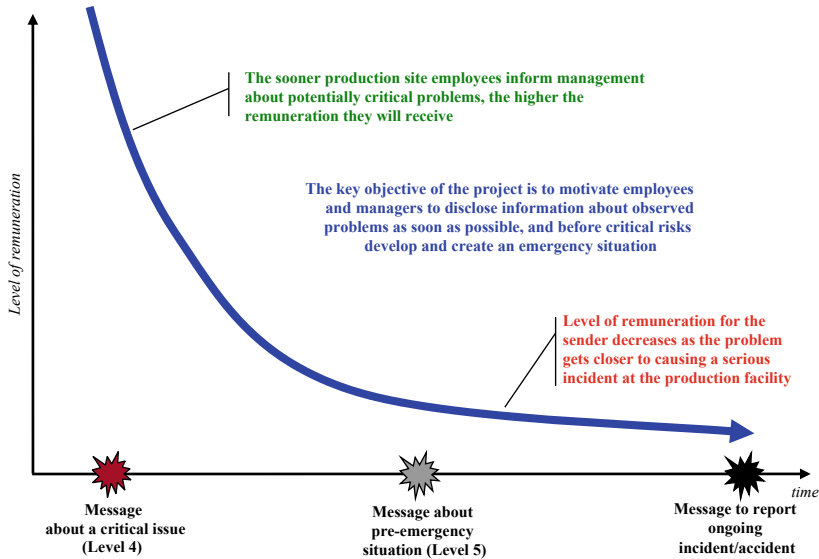 The sooner production site employees inform management
about potentially critical problems, the higher the
remuneration they will receive
The key objective of the project is to motivate employees
and managers to disclose information about observed
problems as soon as possible, and before critical risks
develop and create an emergency situation
Level of remuneration
Level of remuneration for the
sender decreases as the problem
gets closer to causing a serious
incident at the production facility
time
Message
about a critical issue
(Level 4)
Message about
pre-emergency
situation (Level 5)
Message to report
ongoing
incident/accident